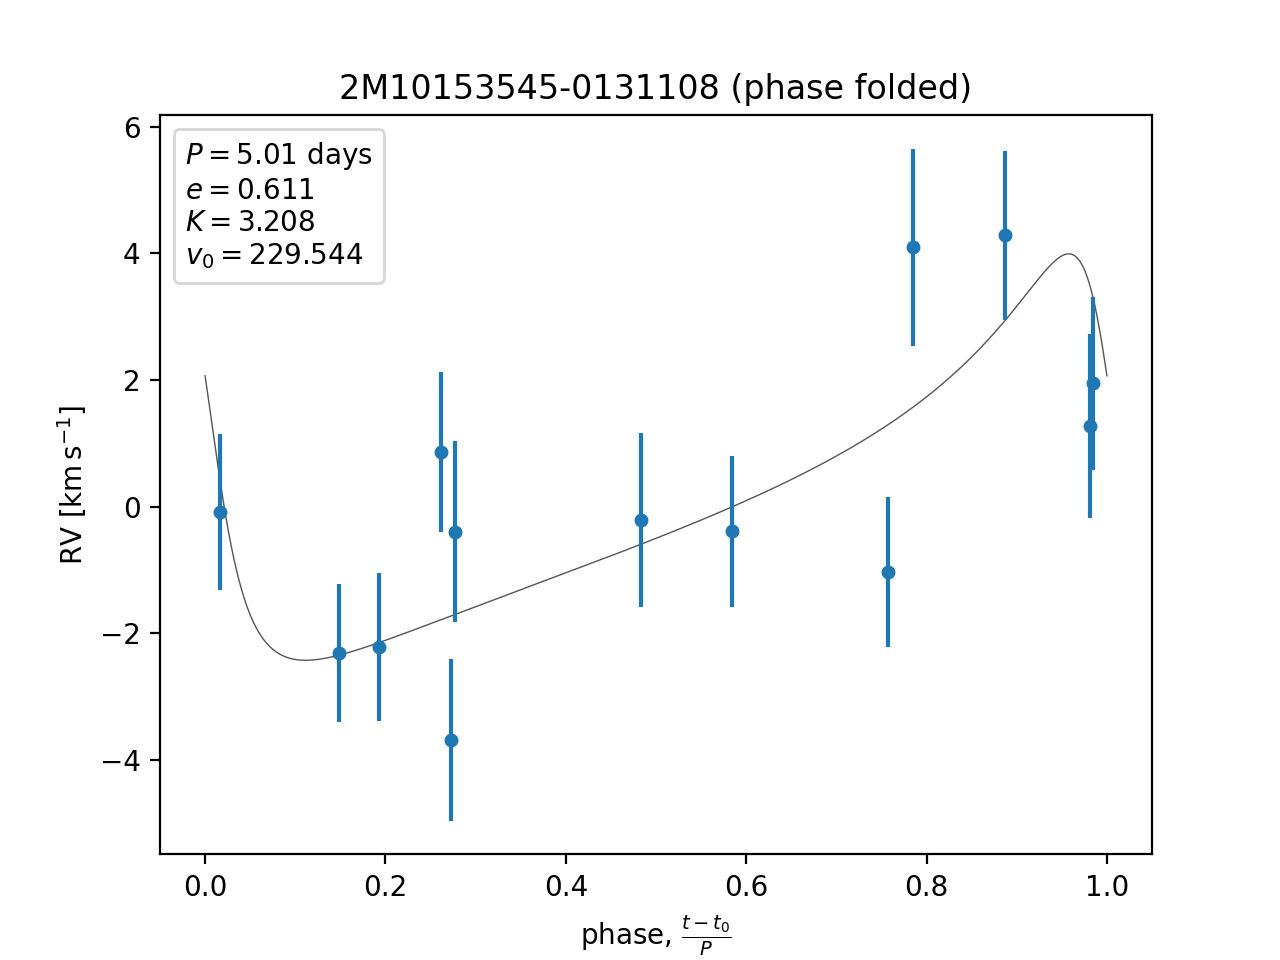 2M10153545-0131108 (phase folded)
P = 5.01 days
e = 0.611
K = 3.208
v₀ = 229.544
RV [km s⁻¹]
6
4
2
0
−2
−4
0.0 0.2 0.4 0.6 0.8 1.0
phase, (t − t₀)/P